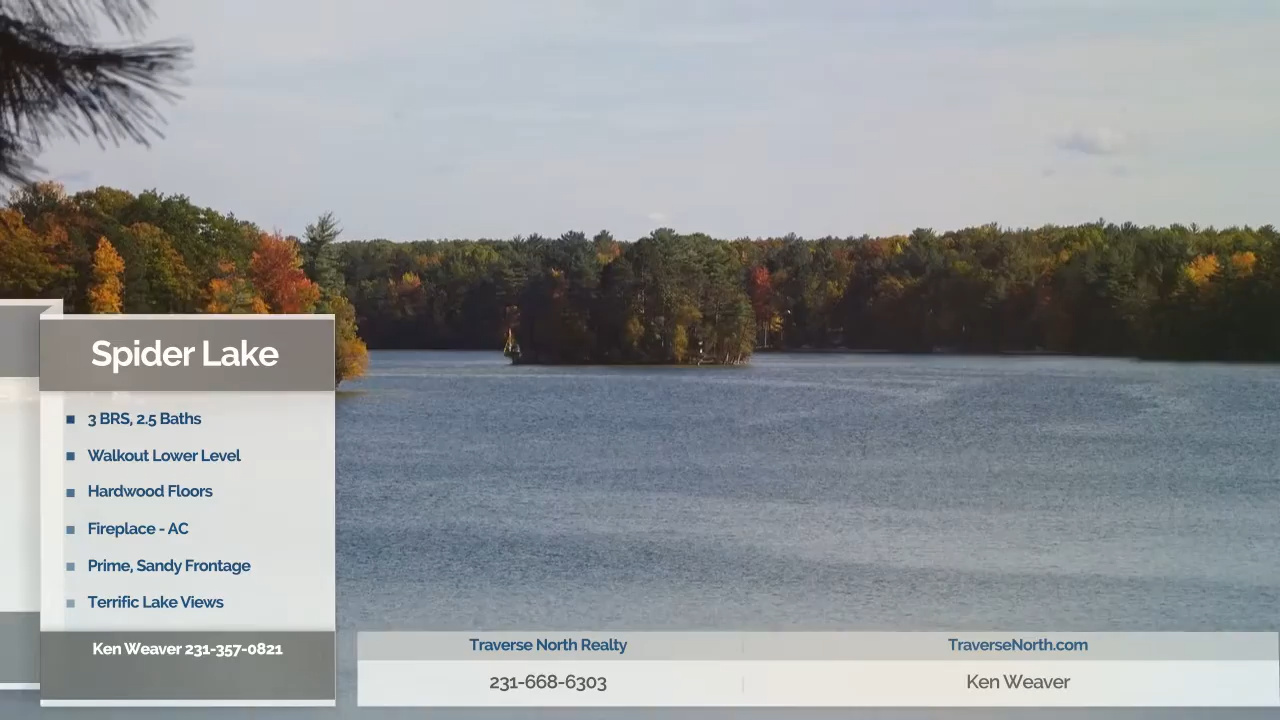 Spider Lake
3 BRS, 2.5 Baths
Walkout Lower Level
Hardwood Floors
Fireplace - AC
Prime, Sandy Frontage
Terrific Lake Views
Ken Weaver 231-357-0821
Traverse North Realty
TraverseNorth.com
231-668-6303
Ken Weaver